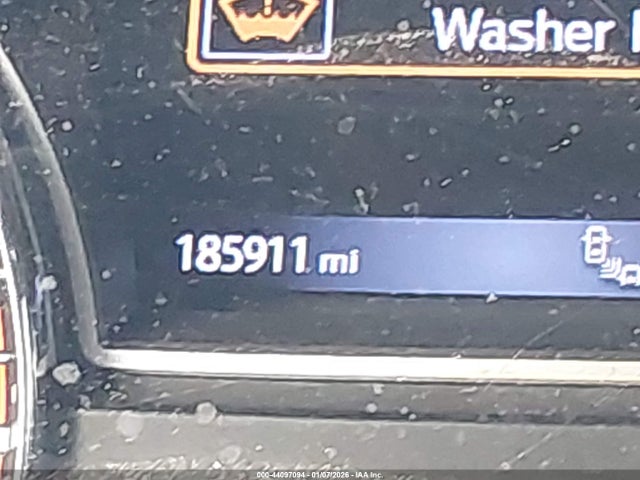 Washer
185911 mi
000-44097094 - 01/07/2026 - IAA Inc.